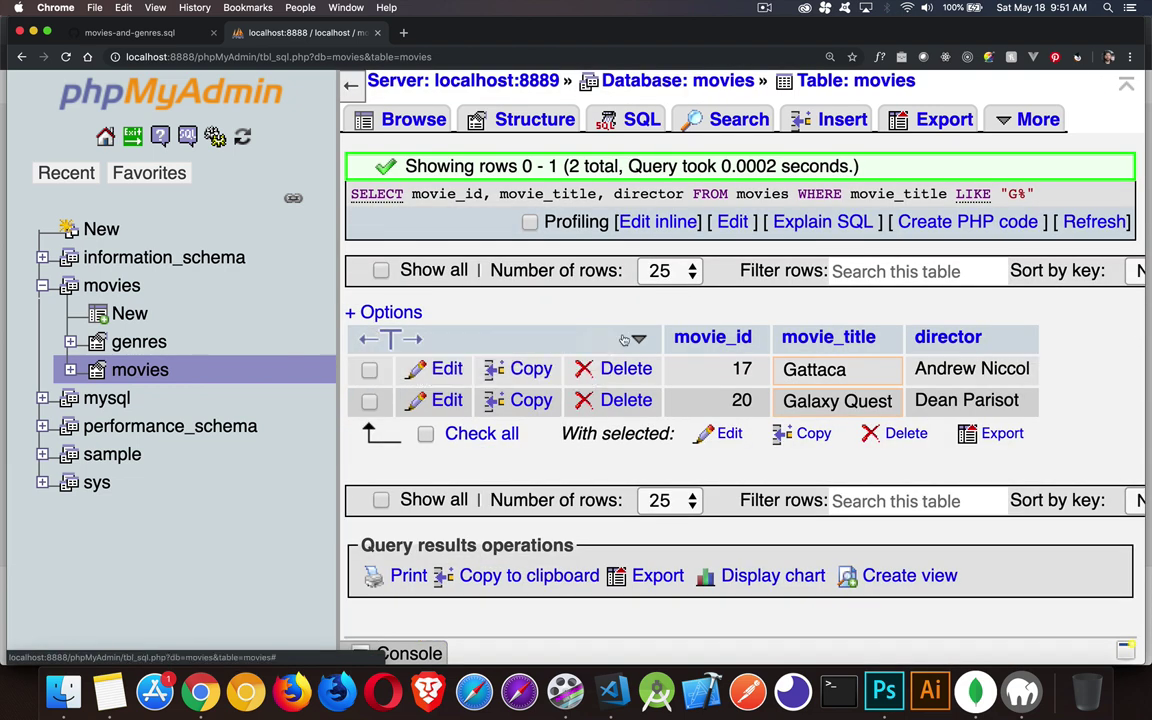 Chrome File Edit View History Bookmarks People Window Help 100% Sat May 18 9:51 AM
movies-and-genres.sql × localhost:8888 / localhost / mo × +
localhost:8888/phpMyAdmin/tbl_sql.php?db=movies&table=movies
phpMyAdmin
Recent Favorites
New
information_schema
movies
New
genres
movies
mysql
performance_schema
sample
sys
localhost:8888/phpMyAdmin/tbl_sql.php?db=movies&table=movies#
Server: localhost:8889 » Database: movies » Table: movies
Browse Structure SQL Search Insert Export More
Showing rows 0 - 1 (2 total, Query took 0.0002 seconds.)
SELECT movie_id, movie_title, director FROM movies WHERE movie_title LIKE "G%"
Profiling [Edit inline] [ Edit ] [ Explain SQL ] [ Create PHP code ] [ Refresh]
Show all | Number of rows: 25 Filter rows: Search this table Sort by key: N
+ Options
←T→ movie_id movie_title director
Edit Copy Delete 17 Gattaca Andrew Niccol
Edit Copy Delete 20 Galaxy Quest Dean Parisot
Check all With selected: Edit Copy Delete Export
Show all | Number of rows: 25 Filter rows: Search this table Sort by key: N
Query results operations
Print Copy to clipboard Export Display chart Create view
Console
1 Ps Ai